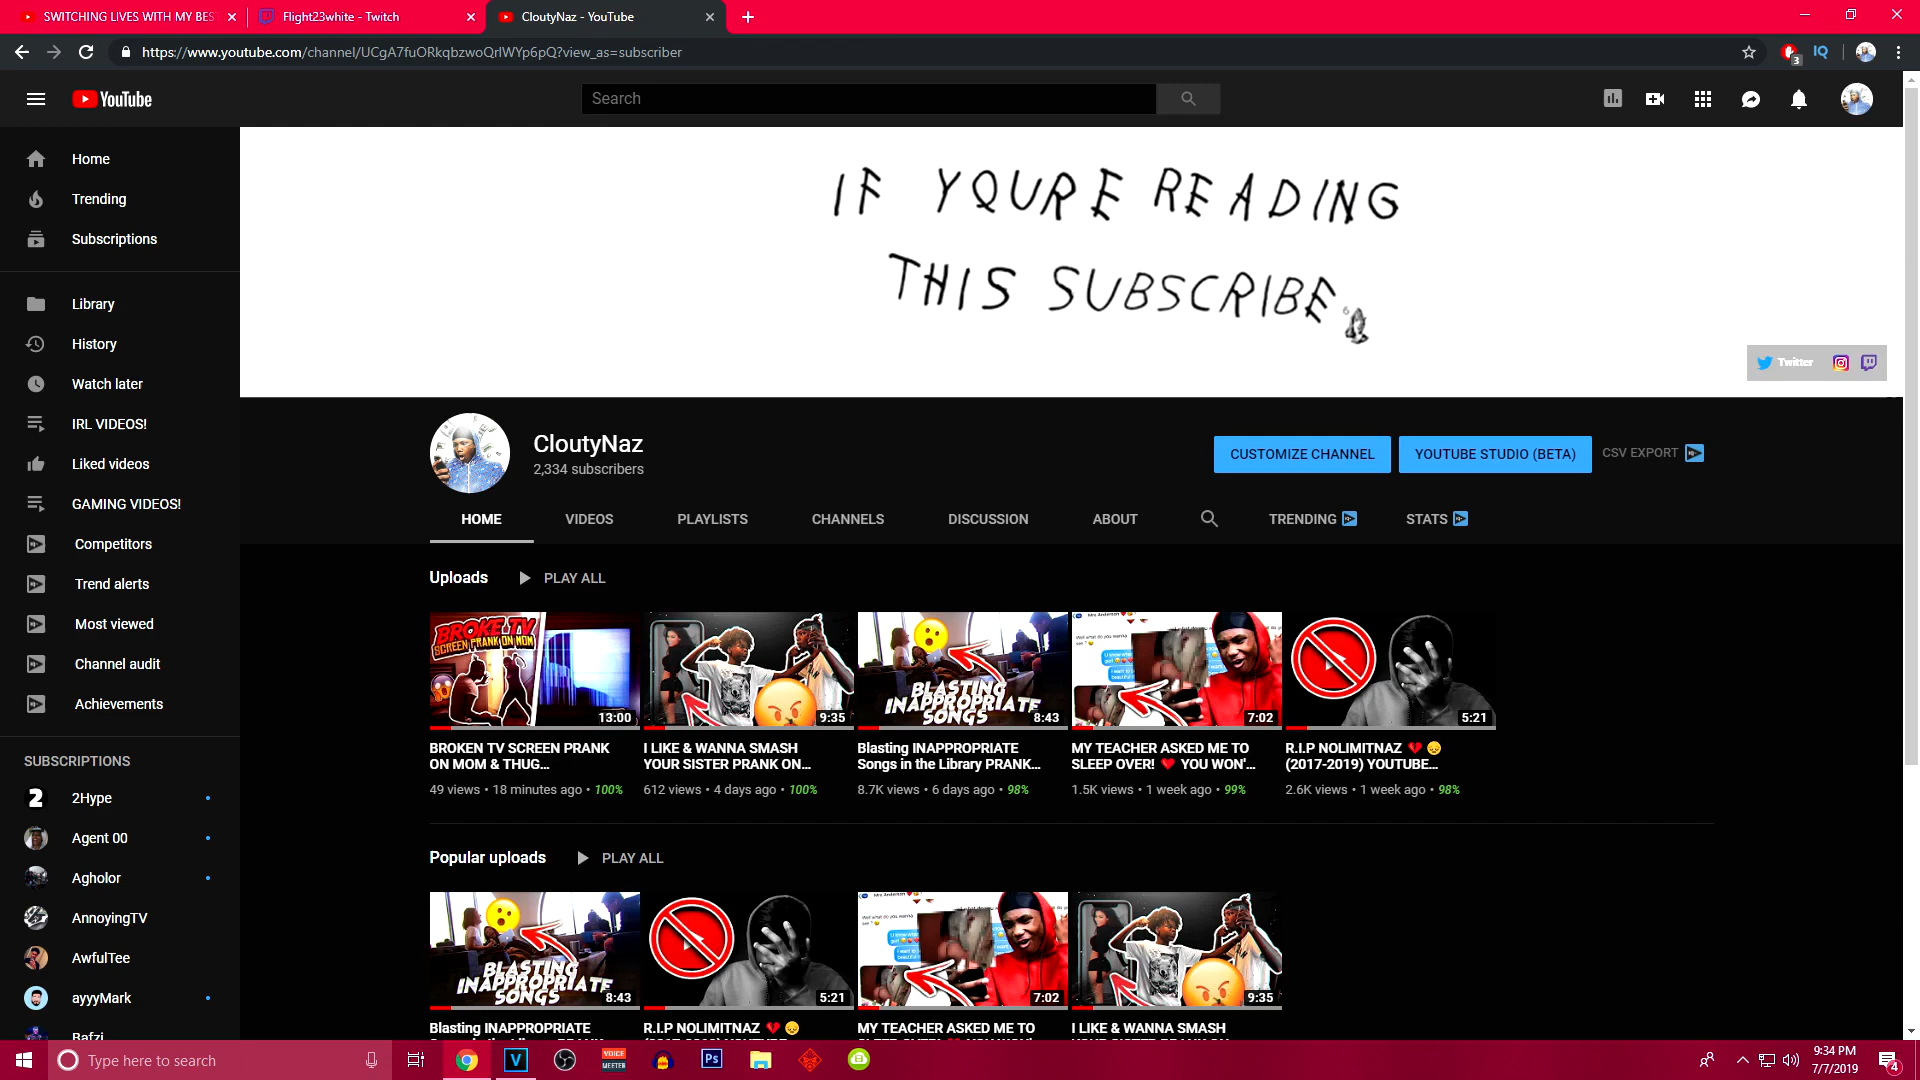 SWITCHING LIVES WITH MY BES
Flight23white - Twitch
CloutyNaz - YouTube
https://www.youtube.com/channel/UCgA7fuORkqbzwoQrlWYp6pQ?view_as=subscriber
3
IQ
YouTube
Search
Home
Trending
Subscriptions
Library
History
Watch later
IRL VIDEOS!
Liked videos
GAMING VIDEOS!
Competitors
Trend alerts
Most viewed
Channel audit
Achievements
SUBSCRIPTIONS
2Hype
Agent 00
Agholor
AnnoyingTV
AwfulTee
ayyyMark
Bafzi
IF YOURE READING
THIS SUBSCRIBE
Twitter
CloutyNaz
2,334 subscribers
CUSTOMIZE CHANNEL
YOUTUBE STUDIO (BETA)
CSV EXPORT
HOME
VIDEOS
PLAYLISTS
CHANNELS
DISCUSSION
ABOUT
TRENDING
STATS
Uploads
PLAY ALL
BROKE TV
SCREEN PRANK ON MOM
13:00
BROKEN TV SCREEN PRANK
ON MOM & THUG...
49 views • 18 minutes ago • 100%
9:35
I LIKE & WANNA SMASH
YOUR SISTER PRANK ON...
612 views • 4 days ago • 100%
BLASTING
INAPPROPRIATE
SONGS
8:43
Blasting INAPPROPRIATE
Songs in the Library PRANK...
8.7K views • 6 days ago • 98%
7:02
MY TEACHER ASKED ME TO
SLEEP OVER! 💔 YOU WON'...
1.5K views • 1 week ago • 99%
5:21
R.I.P NOLIMITNAZ 💔 😞
(2017-2019) YOUTUBE...
2.6K views • 1 week ago • 98%
Popular uploads
PLAY ALL
BLASTING
INAPPROPRIATE
SONGS
8:43
Blasting INAPPROPRIATE
5:21
R.I.P NOLIMITNAZ 💔 😞
7:02
MY TEACHER ASKED ME TO
9:35
I LIKE & WANNA SMASH
Type here to search
V
VOICE
MEETER
Ps
9:34 PM
7/7/2019
4